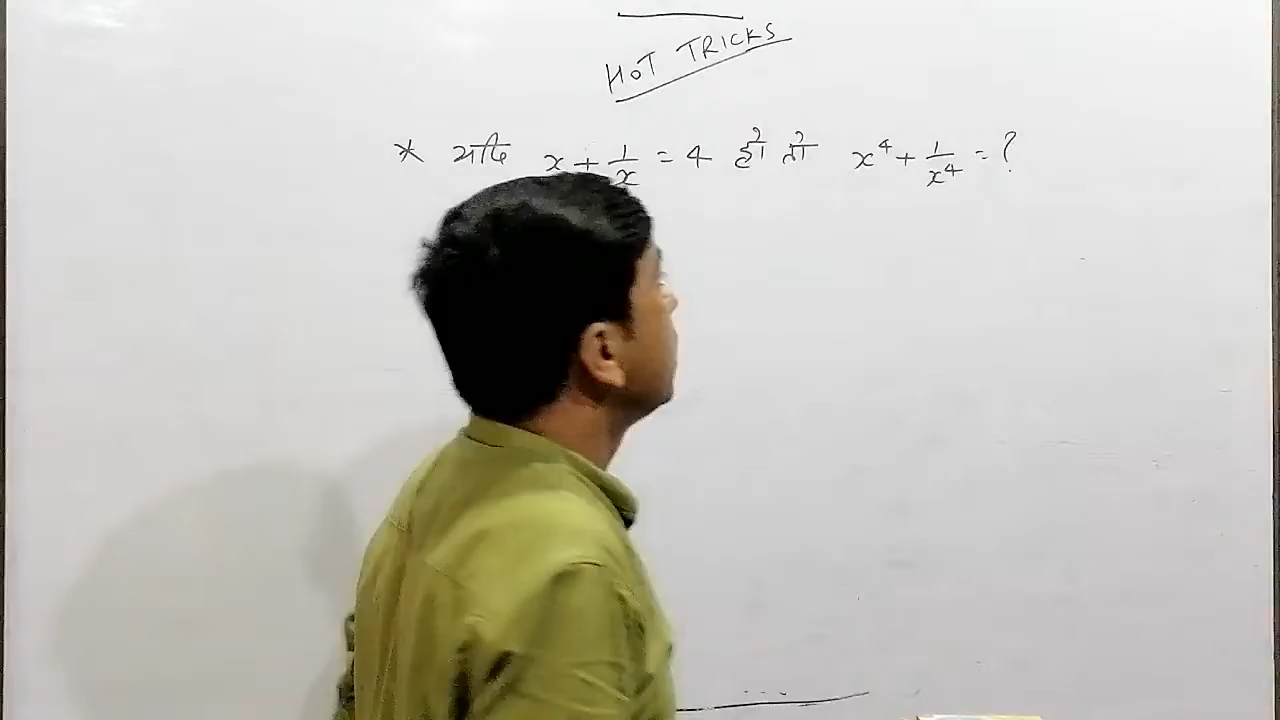 HOT TRICKS
* यदि x + 1/x = 4 हो तो x⁴ + 1/x⁴ = ?